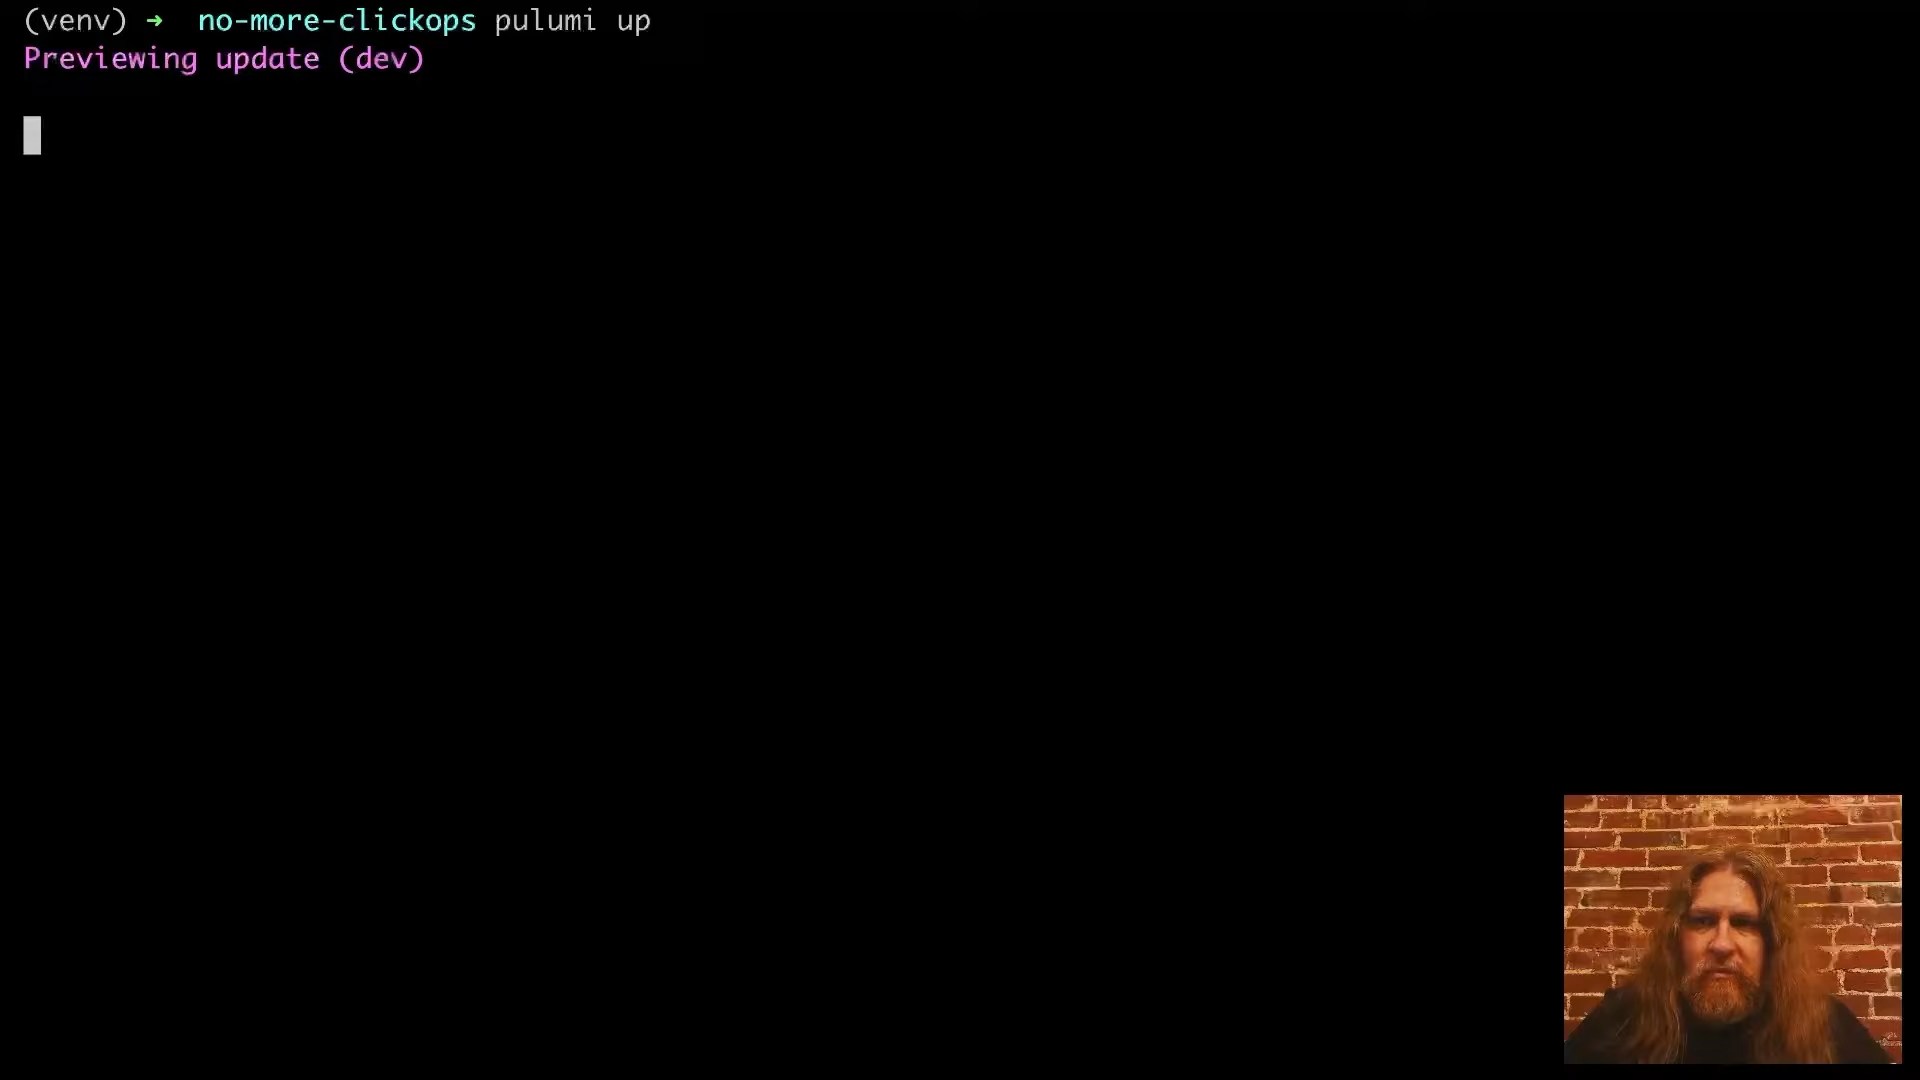 (venv) ➜  no-more-clickops pulumi up
Previewing update (dev)